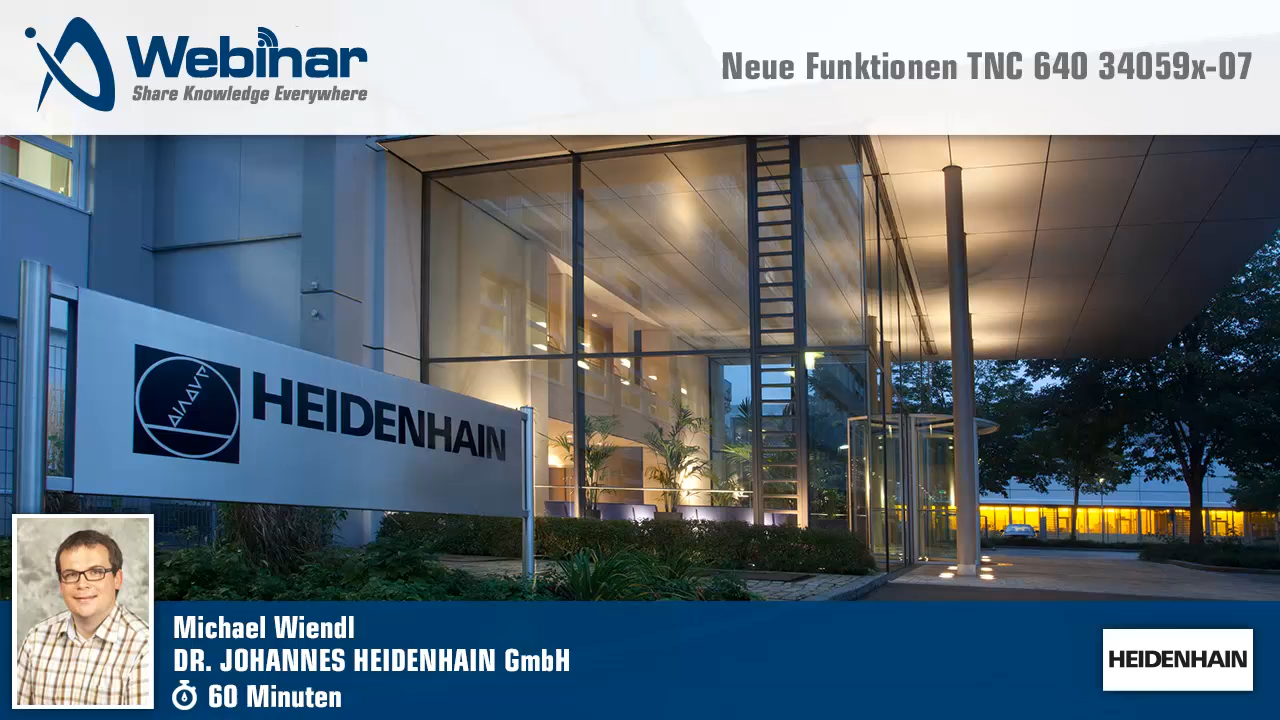 Webinar
Share Knowledge Everywhere
Neue Funktionen TNC 640 34059x-07
HEIDENHAIN
Michael Wiendl
DR. JOHANNES HEIDENHAIN GmbH
60 Minuten
HEIDENHAIN